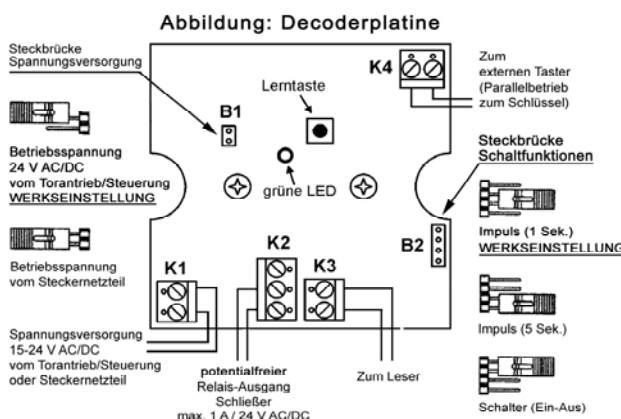 Abbildung: Decoderplatine
Steckbrücke
Spannungsversorgung
B1
Lerntaste
K4
Zum
externen Taster
(Parallelbetrieb
zum Schlüssel)
grüne LED
Betriebsspannung
24 V AC/DC
vom Torantrieb/Steuerung
WERKSEINSTELLUNG
Betriebsspannung
vom Steckernetzteil
Steckbrücke
Schaltfunktionen
Impuls (1 Sek.)
WERKSEINSTELLUNG
Impuls (5 Sek.)
Schalter (Ein-Aus)
B2
K1
K2
K3
Spannungsversorgung
15-24 V AC/DC
vom Torantrieb/Steuerung
oder Steckernetzteil
potentialfreier
Relais-Ausgang
Schließer
max. 1 A / 24 V AC/DC
Zum Leser